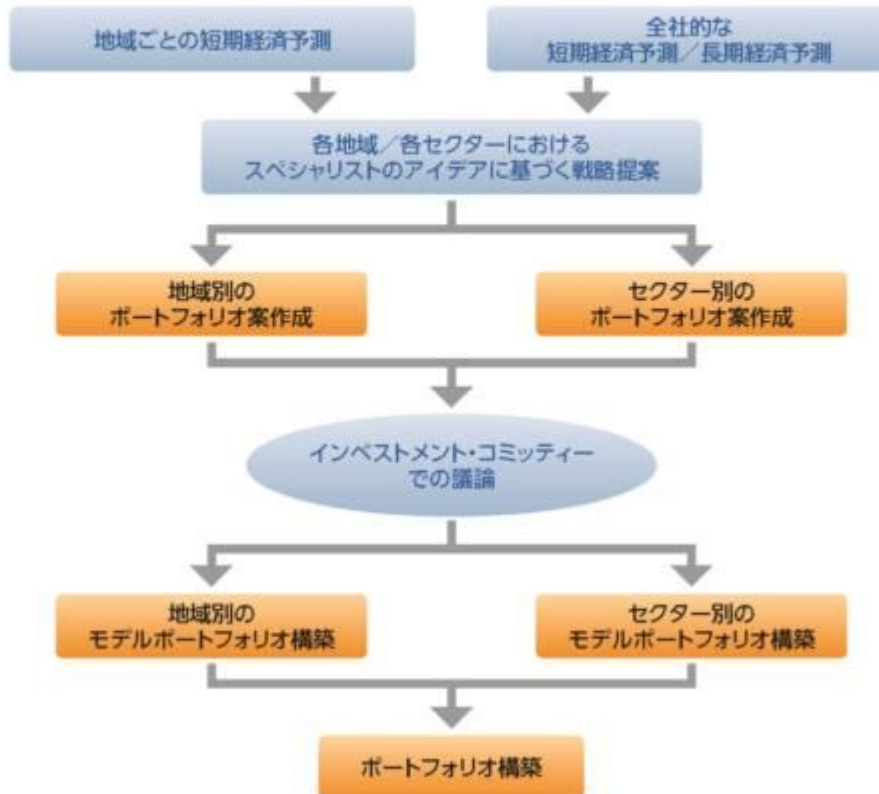 地域ごとの短期経済予測
全社的な
短期経済予測／長期経済予測
各地域／各セクターにおける
スペシャリストのアイデアに基づく戦略提案
地域別の
ポートフォリオ案作成
セクター別の
ポートフォリオ案作成
インベストメント・コミッティー
での議論
地域別の
モデルポートフォリオ構築
セクター別の
モデルポートフォリオ構築
ポートフォリオ構築